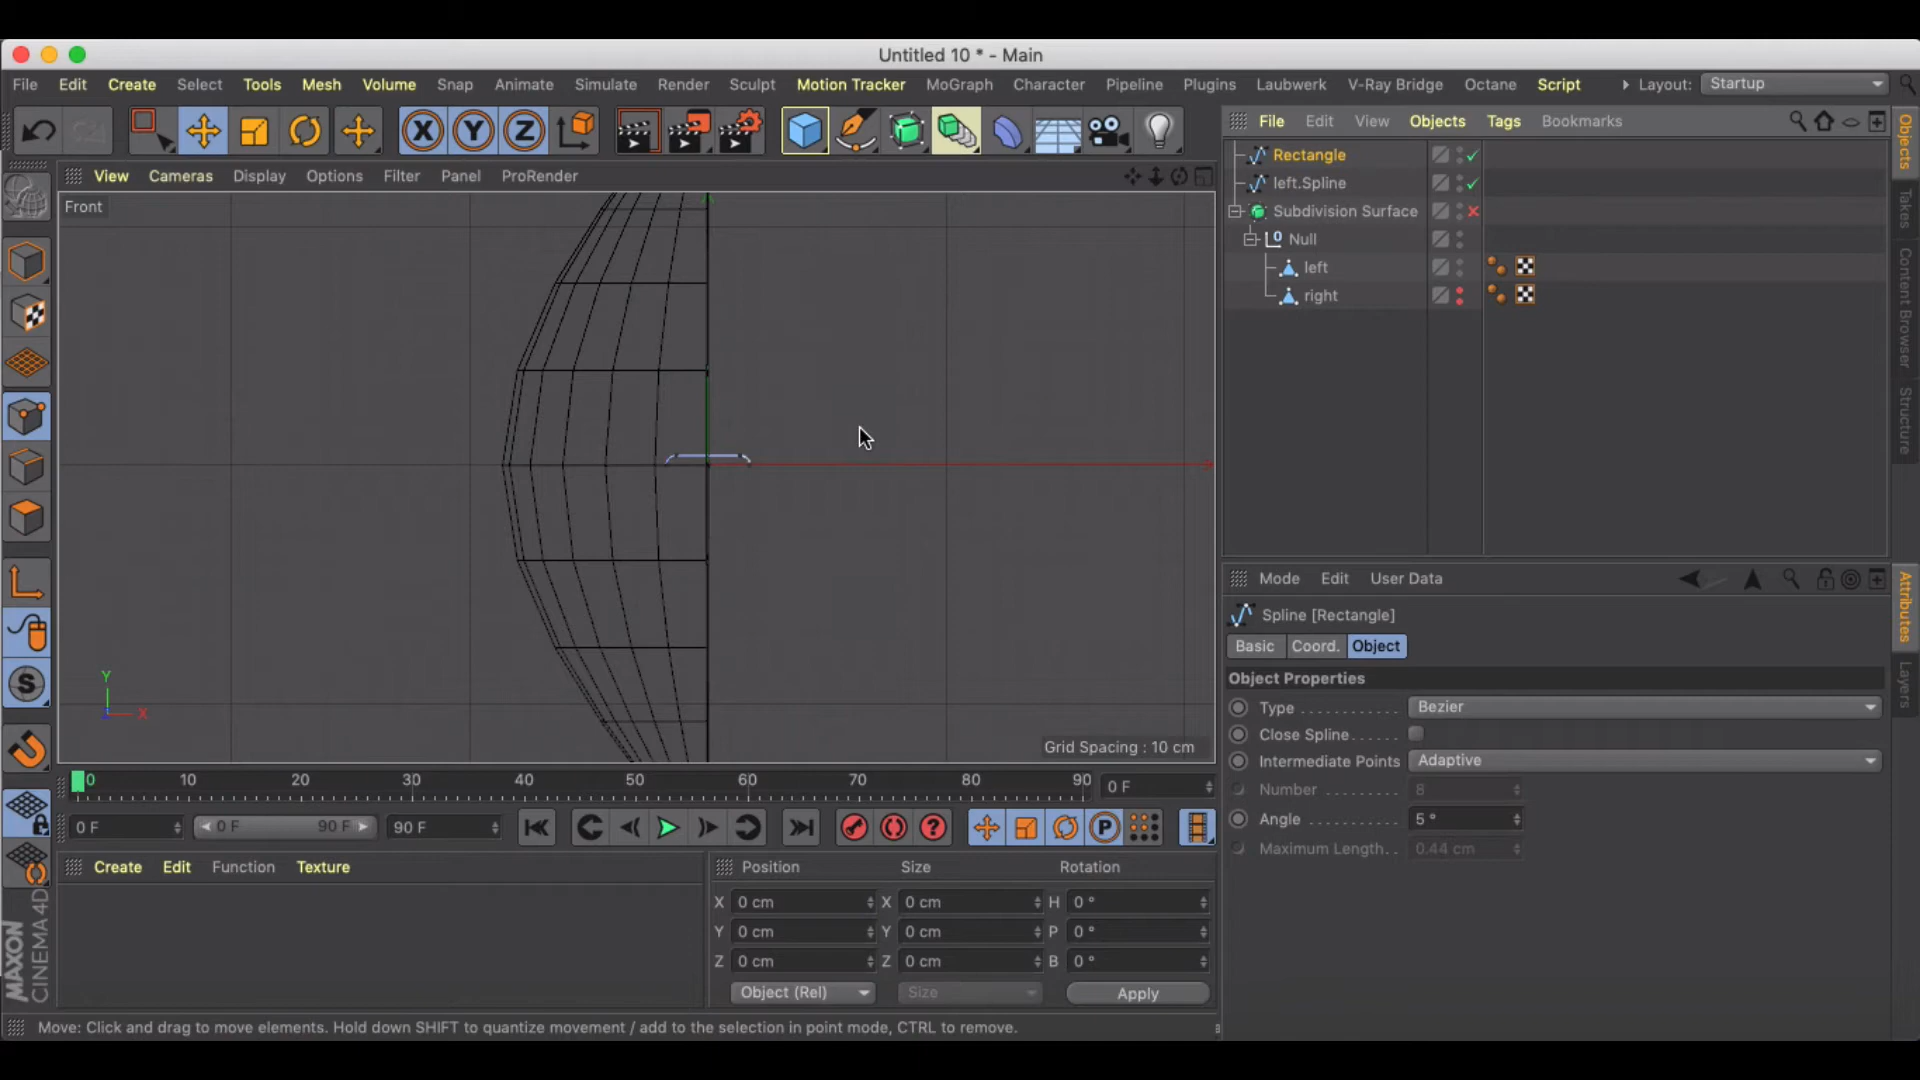 Untitled 10 * - Main
File Edit Create Select Tools Mesh Volume Snap Animate Simulate Render Sculpt Motion Tracker MoGraph Character Pipeline Plugins Laubwerk V-Ray Bridge Octane Script Layout: Startup
X Y Z
File Edit View Objects Tags Bookmarks
View Cameras Display Options Filter Panel ProRender
Front
Rectangle
left.Spline
Subdivision Surface
0 Null
left
right
Objects
Takes
Content Browser
Structure
Y
X
Grid Spacing : 10 cm
Mode Edit User Data
Spline [Rectangle]
Basic Coord. Object
Object Properties
Type Bezier
Close Spline
Intermediate Points Adaptive
Number 8
Angle 5 °
Maximum Length 0.44 cm
Attributes
Layers
S
0 10 20 30 40 50 60 70 80 90 0 F
0 F 0 F 90 F 90 F
? P
Create Edit Function Texture
Position Size Rotation
X 0 cm X 0 cm H 0 °
Y 0 cm Y 0 cm P 0 °
Z 0 cm Z 0 cm B 0 °
Object (Rel) Size Apply
MAXON
CINEMA 4D
Move: Click and drag to move elements. Hold down SHIFT to quantize movement / add to the selection in point mode, CTRL to remove.